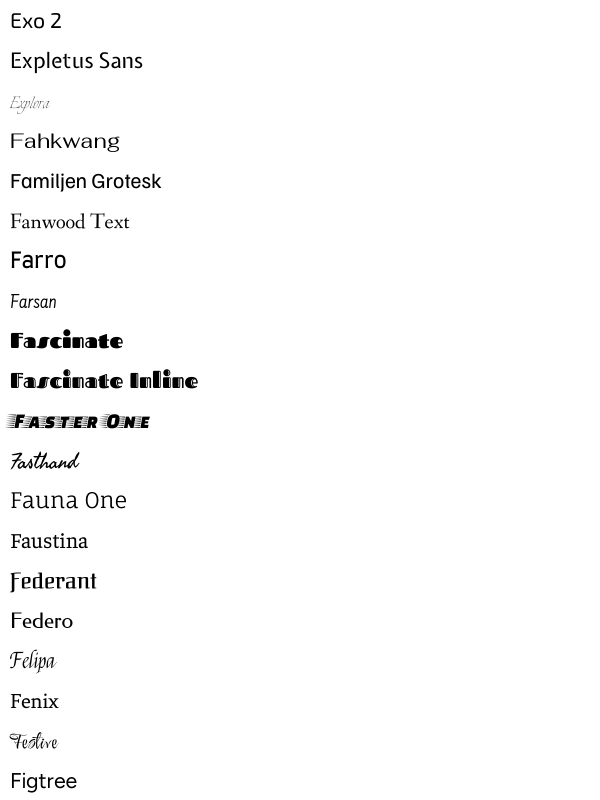 Exo 2
Expletus Sans
Explora
Fahkwang
Familjen Grotesk
Fanwood Text
Farro
Farsan
Fascinate
Fascinate Inline
Faster One
Fasthand
Fauna One
Faustina
Federant
Federo
Felipa
Fenix
Festive
Figtree